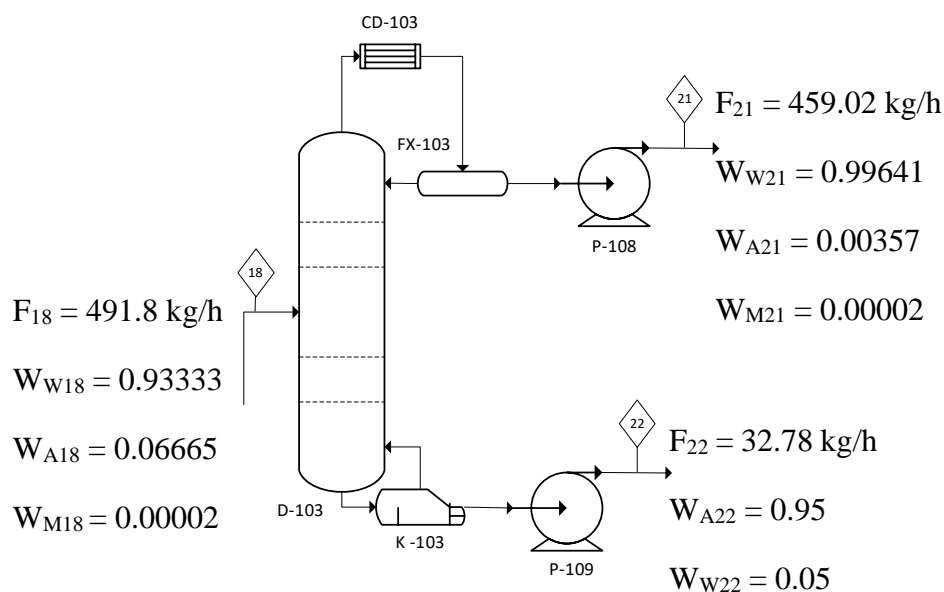 CD-103
21
F21 = 459.02 kg/h
FX-103
WW21 = 0.99641
P-108
WA21 = 0.00357
18
WM21 = 0.00002
F18 = 491.8 kg/h
WW18 = 0.93333
22
F22 = 32.78 kg/h
WA18 = 0.06665
D-103
K -103
WA22 = 0.95
WM18 = 0.00002
P-109
WW22 = 0.05